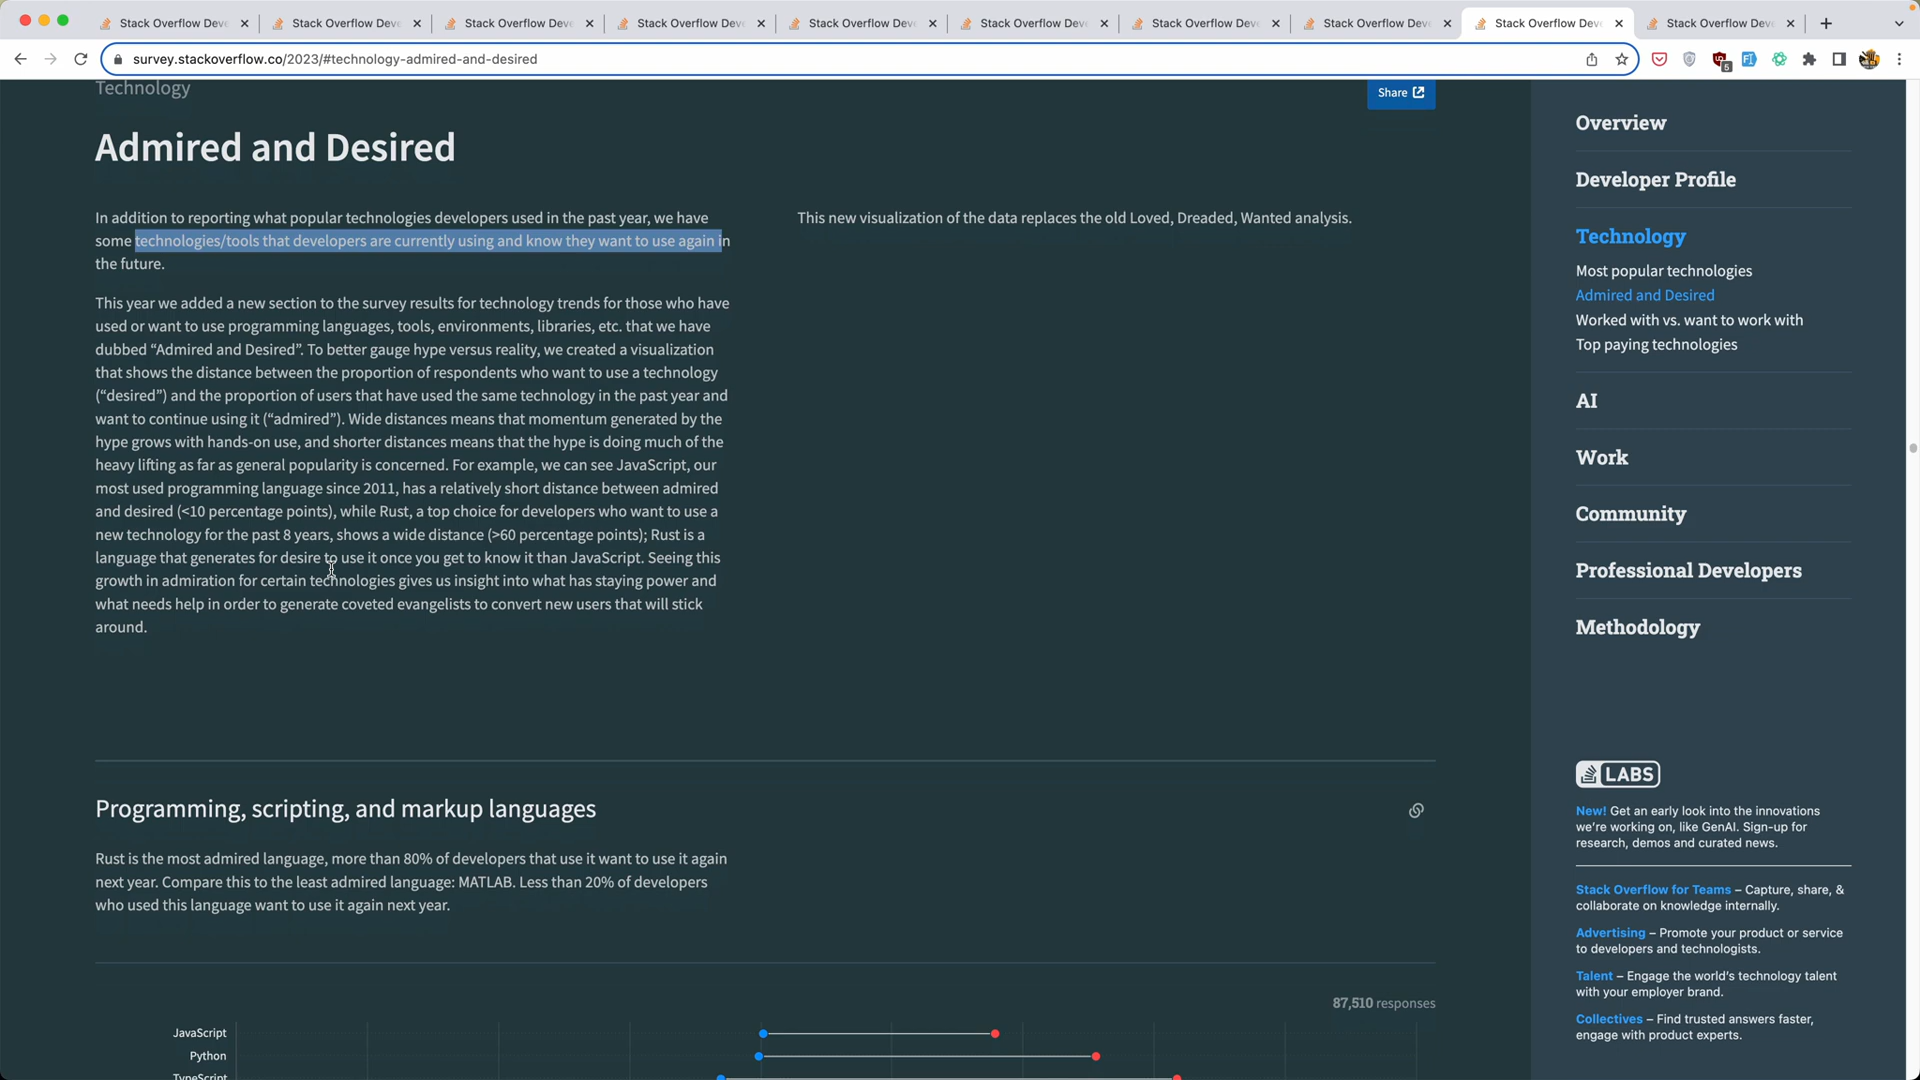 Stack Overflow Deve
Stack Overflow Deve
Stack Overflow Deve
Stack Overflow Deve
Stack Overflow Deve
Stack Overflow Deve
Stack Overflow Deve
Stack Overflow Deve
Stack Overflow Deve
Stack Overflow Deve
survey.stackoverflow.co/2023/#technology-admired-and-desired
5
Technology
Share
Admired and Desired
In addition to reporting what popular technologies developers used in the past year, we have
some technologies/tools that developers are currently using and know they want to use again in
the future.
This year we added a new section to the survey results for technology trends for those who have
used or want to use programming languages, tools, environments, libraries, etc. that we have
dubbed “Admired and Desired”. To better gauge hype versus reality, we created a visualization
that shows the distance between the proportion of respondents who want to use a technology
(“desired”) and the proportion of users that have used the same technology in the past year and
want to continue using it (“admired”). Wide distances means that momentum generated by the
hype grows with hands-on use, and shorter distances means that the hype is doing much of the
heavy lifting as far as general popularity is concerned. For example, we can see JavaScript, our
most used programming language since 2011, has a relatively short distance between admired
and desired (<10 percentage points), while Rust, a top choice for developers who want to use a
new technology for the past 8 years, shows a wide distance (>60 percentage points); Rust is a
language that generates for desire to use it once you get to know it than JavaScript. Seeing this
growth in admiration for certain technologies gives us insight into what has staying power and
what needs help in order to generate coveted evangelists to convert new users that will stick
around.
This new visualization of the data replaces the old Loved, Dreaded, Wanted analysis.
Programming, scripting, and markup languages
Rust is the most admired language, more than 80% of developers that use it want to use it again
next year. Compare this to the least admired language: MATLAB. Less than 20% of developers
who used this language want to use it again next year.
87,510 responses
JavaScript
Python
TypeScript
Overview
Developer Profile
Technology
Most popular technologies
Admired and Desired
Worked with vs. want to work with
Top paying technologies
AI
Work
Community
Professional Developers
Methodology
LABS
New! Get an early look into the innovations
we’re working on, like GenAI. Sign-up for
research, demos and curated news.
Stack Overflow for Teams – Capture, share, &
collaborate on knowledge internally.
Advertising – Promote your product or service
to developers and technologists.
Talent – Engage the world’s technology talent
with your employer brand.
Collectives – Find trusted answers faster,
engage with product experts.